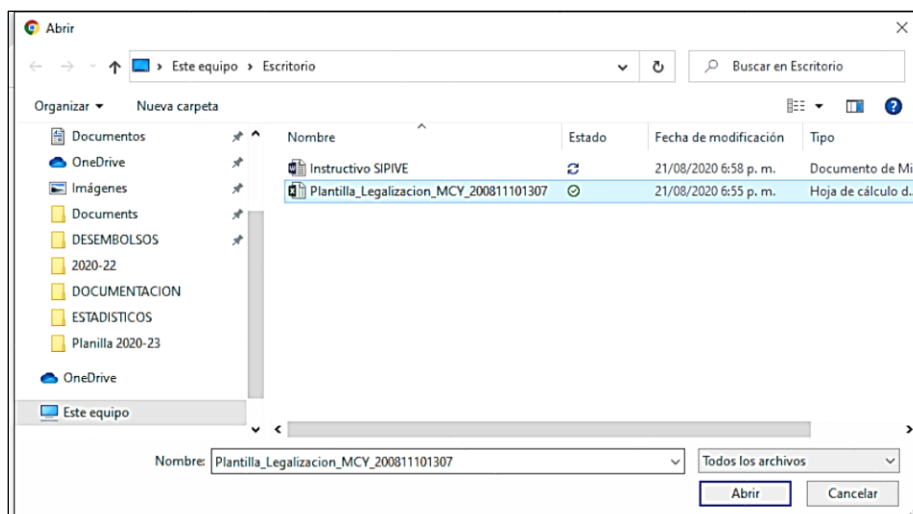 Abrir
Este equipo › Escritorio
Buscar en Escritorio
Organizar
Nueva carpeta
Documentos
OneDrive
Imágenes
Documents
DESEMBOLSOS
2020-22
DOCUMENTACION
ESTADISTICOS
Planilla 2020-23
OneDrive
Este equipo
Nombre Estado Fecha de modificación Tipo
Instructivo SIPIVE 21/08/2020 6:58 p. m. Documento de Mi
Plantilla_Legalizacion_MCY_200811101307 21/08/2020 6:55 p. m. Hoja de cálculo d...
Nombre: Plantilla_Legalizacion_MCY_200811101307 Todos los archivos
Abrir Cancelar